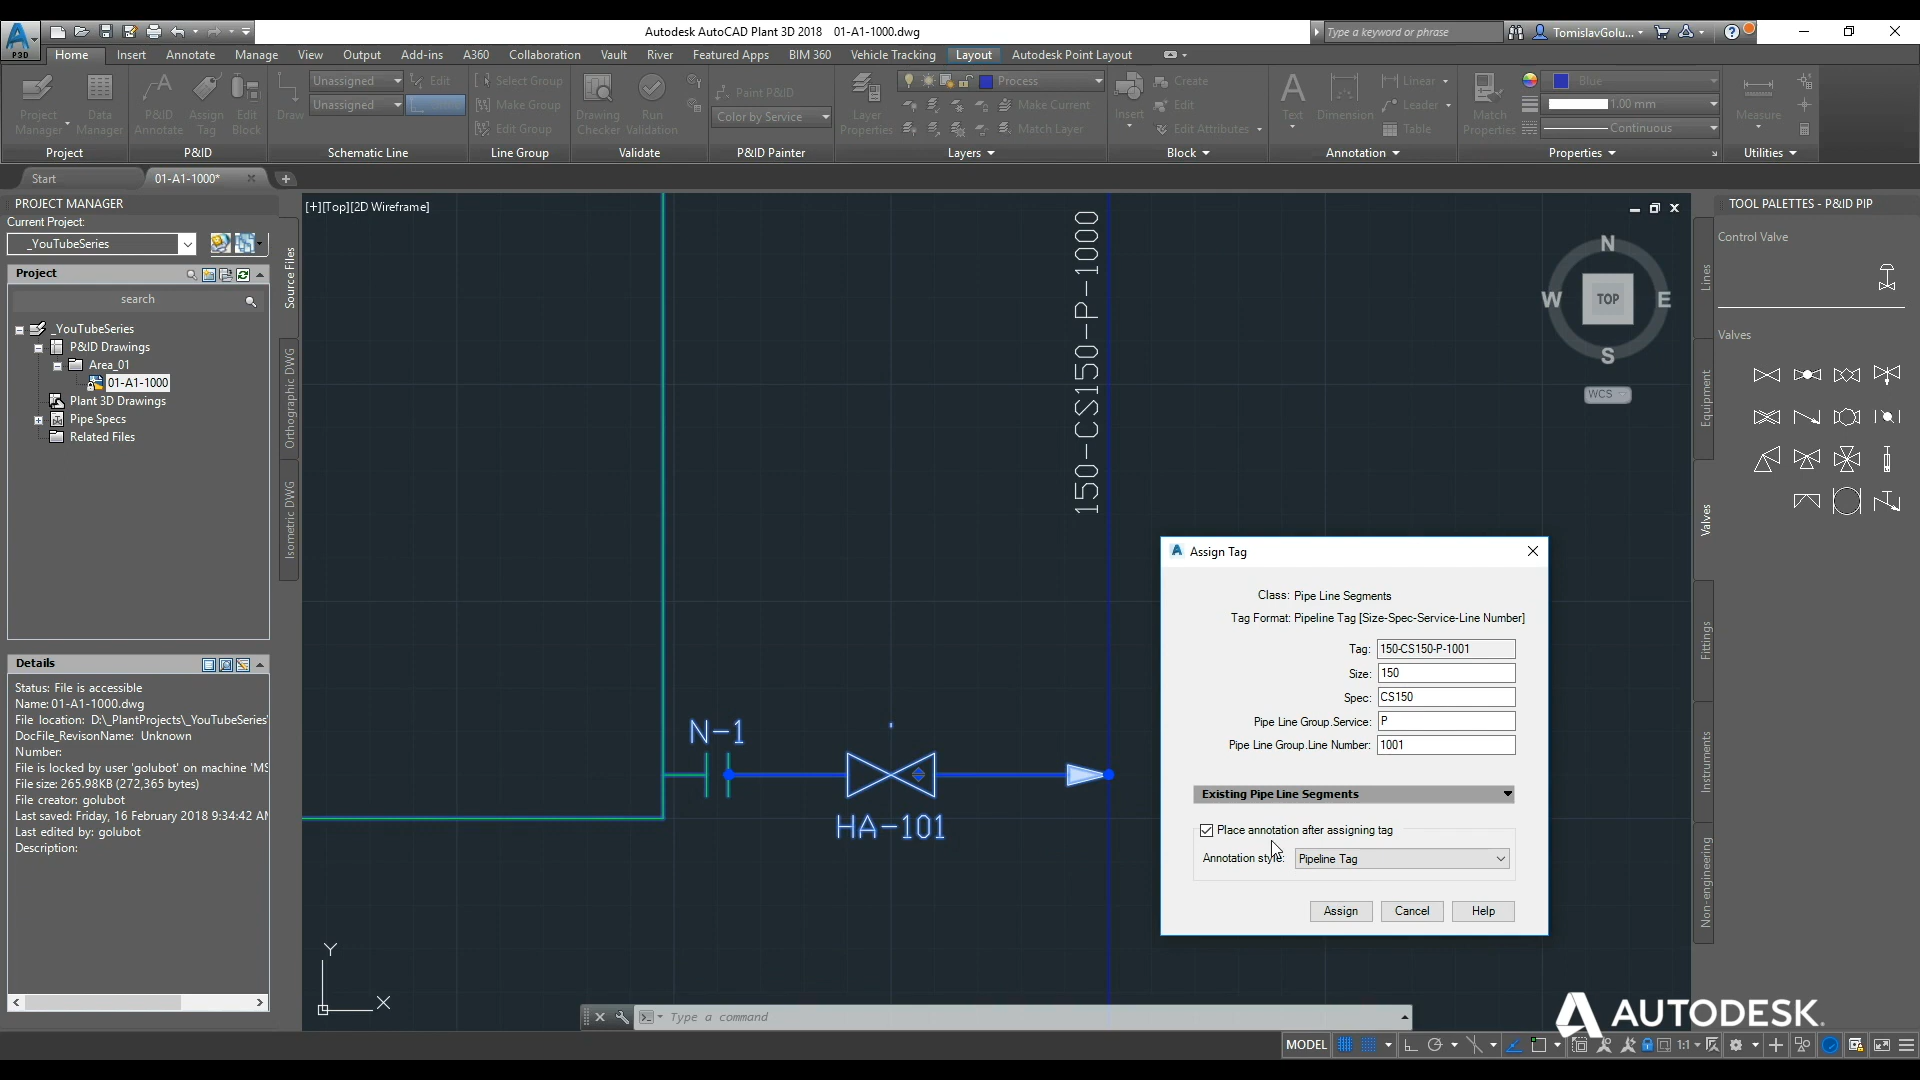 Autodesk AutoCAD Plant 3D 2018 01-A1-1000.dwg
Type a keyword or phrase
TomislavGolu...
P3D
Home Insert Annotate Manage View Output Add-ins A360 Collaboration Vault River Featured Apps BIM 360 Vehicle Tracking Layout Autodesk Point Layout
Project Manager
Data Manager
P&ID Annotate
Assign Tag
Edit Block
Draw
Unassigned
Unassigned
Edit
Select Group
Make Group
Edit Group
Drawing Checker
Run Validation
Paint P&ID
Color by Service
Layer Properties
Process
Make Current
Match Layer
Insert
Create
Edit
Edit Attributes
Text
Dimension
Linear
Leader
Table
Match Properties
Blue
1.00 mm
Continuous
Measure
Project P&ID Schematic Line Line Group Validate P&ID Painter Layers Block Annotation Properties Utilities
Start
01-A1-1000*
PROJECT MANAGER
Current Project:
_YouTubeSeries
Project
search
_YouTubeSeries
P&ID Drawings
Area_01
01-A1-1000
Plant 3D Drawings
Pipe Specs
Related Files
Source Files
Orthographic DWG
Isometric DWG
Details
Status: File is accessible
Name: 01-A1-1000.dwg
File location: D:\_PlantProjects\_YouTubeSeries\
DocFile_RevisonName: Unknown
Number:
File is locked by user 'golubot' on machine 'MS
File size: 265.98KB (272,365 bytes)
File creator: golubot
Last saved: Friday, 16 February 2018 9:34:42 AM
Last edited by: golubot
Description:
[+][Top][2D Wireframe]
150-CS150-P-1000
N-1
HA-101
Y
X
N
W
TOP
E
S
WCS
Assign Tag
Class: Pipe Line Segments
Tag Format: Pipeline Tag [Size-Spec-Service-Line Number]
Tag: 150-CS150-P-1001
Size: 150
Spec: CS150
Pipe Line Group.Service: P
Pipe Line Group.Line Number: 1001
Existing Pipe Line Segments
Place annotation after assigning tag
Annotation style: Pipeline Tag
Assign Cancel Help
Type a command
TOOL PALETTES - P&ID PIP
Control Valve
Valves
Lines
Equipment
Valves
Fittings
Instruments
Non-engineering
AUTODESK.
MODEL
1:1